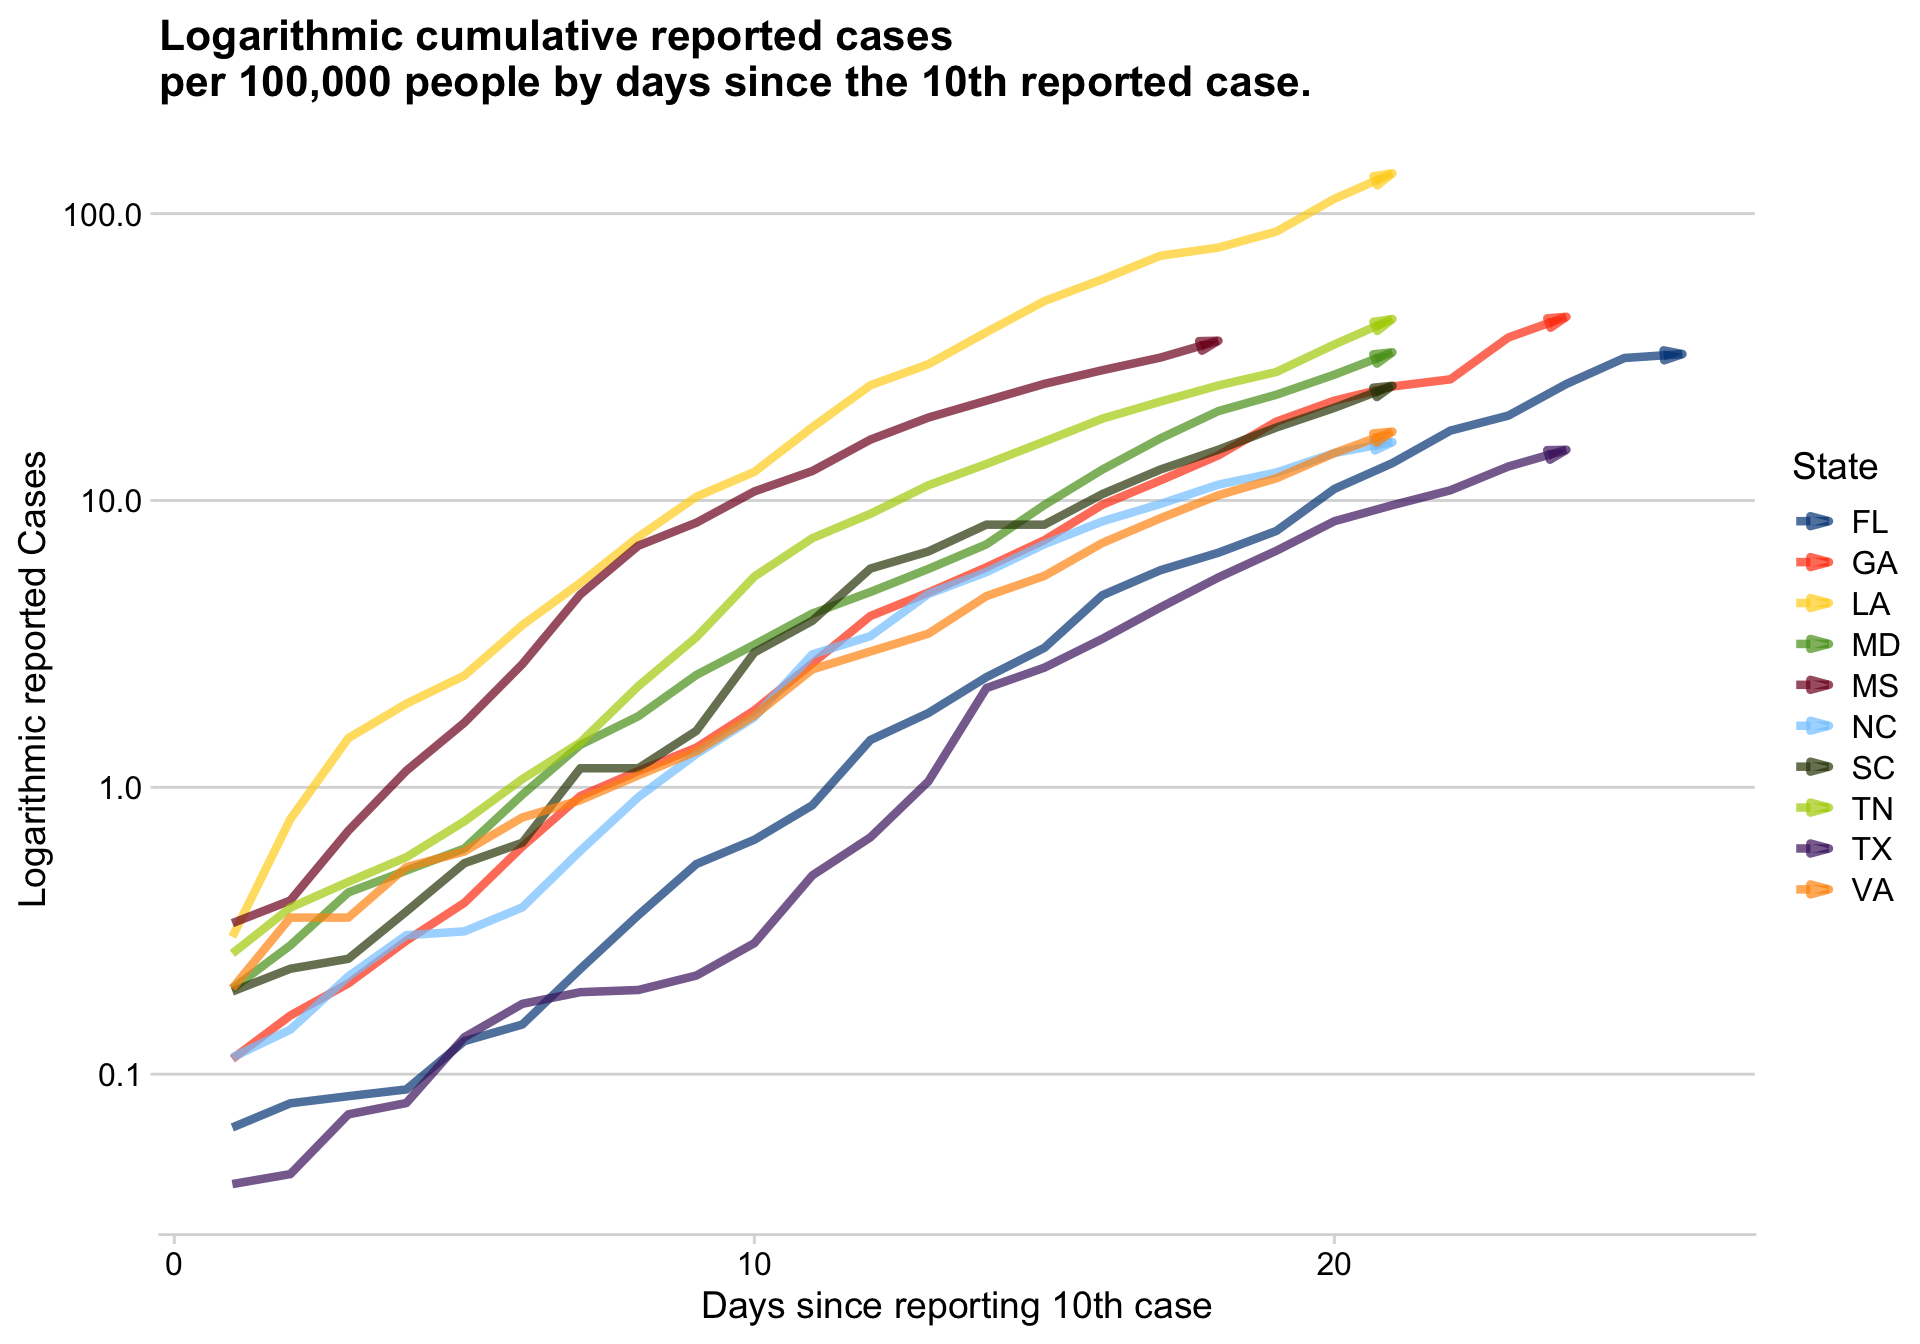 Logarithmic cumulative reported cases
per 100,000 people by days since the 10th reported case.
100.0
10.0
1.0
0.1
Logarithmic reported Cases
0
10
20
Days since reporting 10th case
State
FL
GA
LA
MD
MS
NC
SC
TN
TX
VA